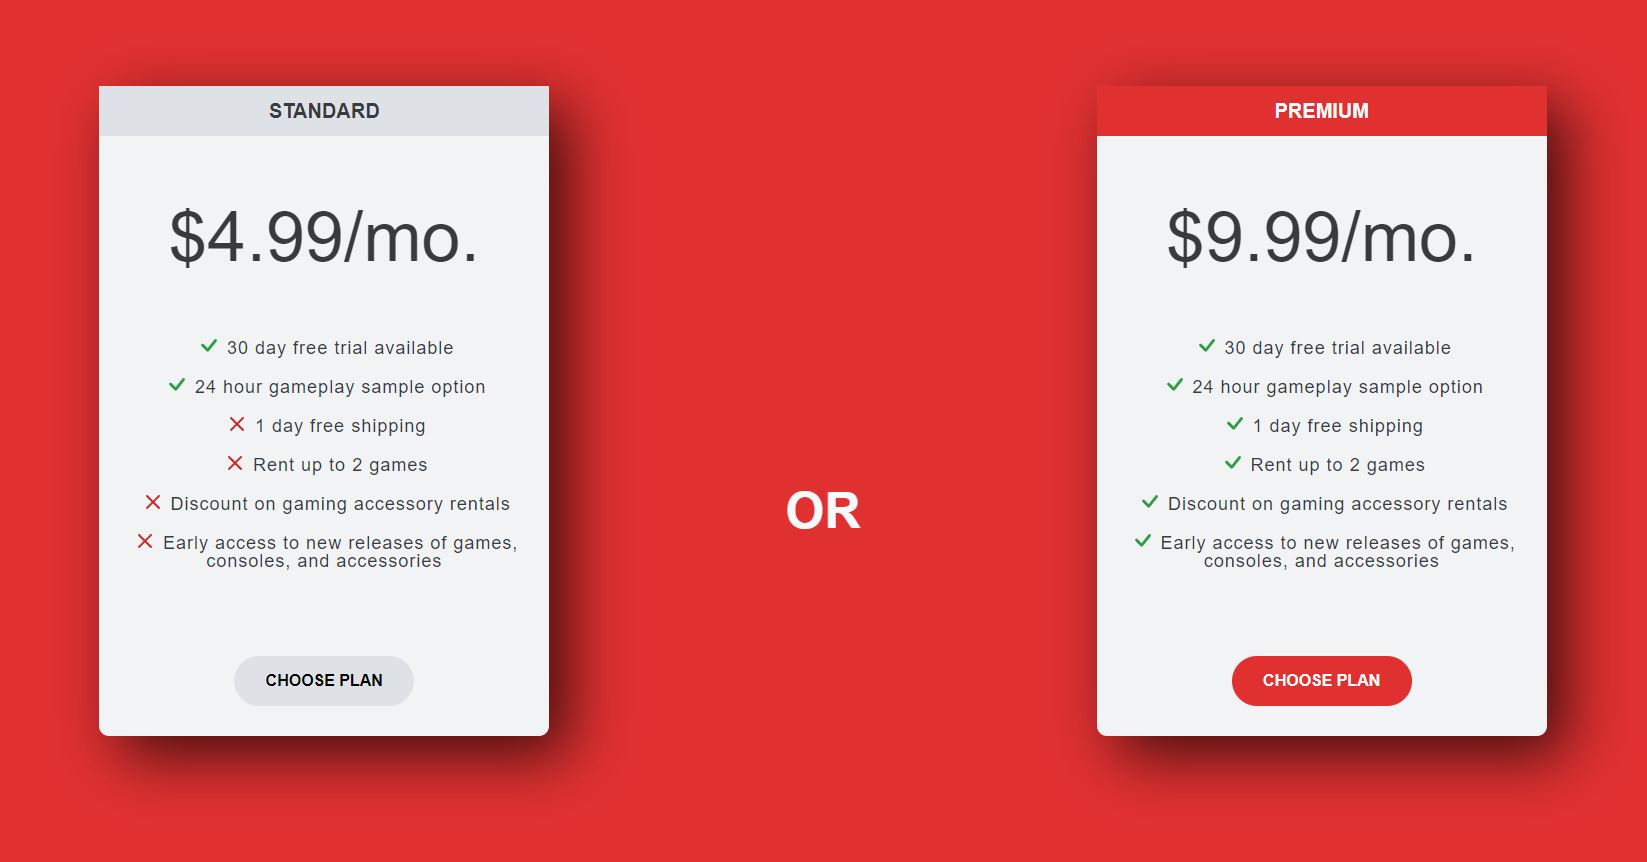 STANDARD
$4.99/mo.
30 day free trial available
24 hour gameplay sample option
1 day free shipping
Rent up to 2 games
Discount on gaming accessory rentals
Early access to new releases of games,
consoles, and accessories
CHOOSE PLAN
OR
PREMIUM
$9.99/mo.
30 day free trial available
24 hour gameplay sample option
1 day free shipping
Rent up to 2 games
Discount on gaming accessory rentals
Early access to new releases of games,
consoles, and accessories
CHOOSE PLAN